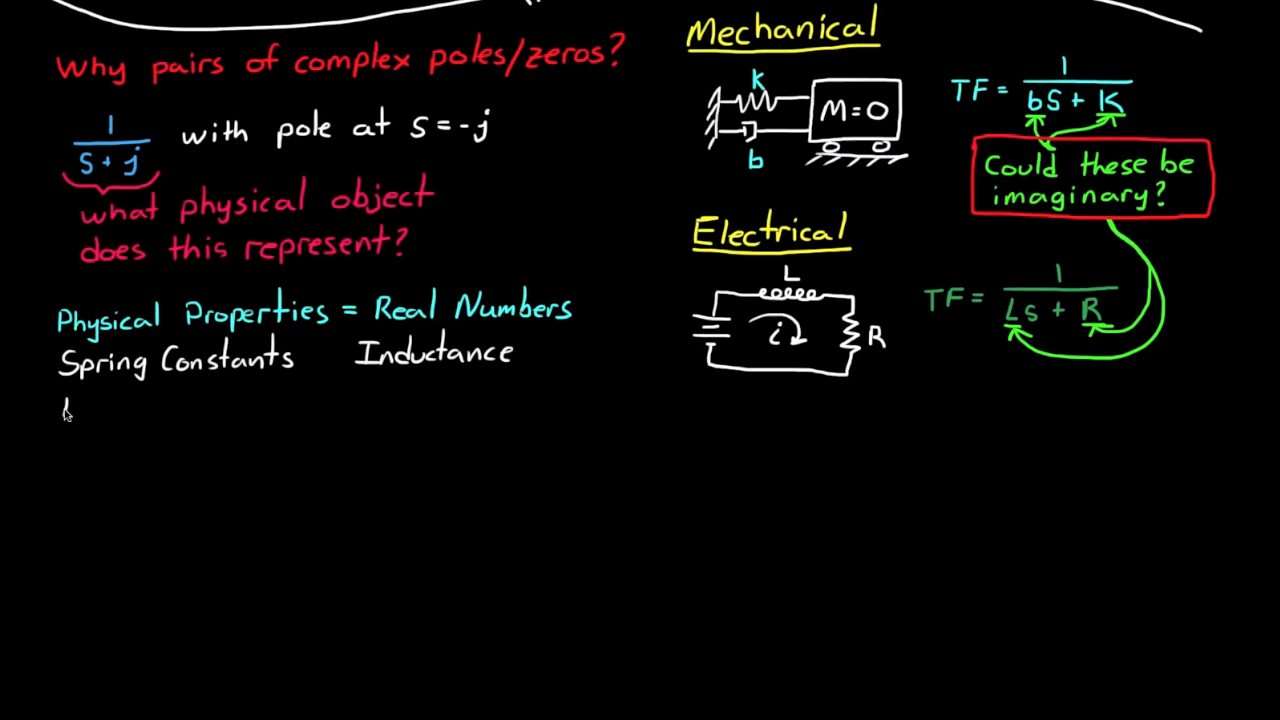 Why pairs of complex poles/zeros?
1
S + j
with pole at s = -j
what physical object
does this represent?
Physical Properties = Real Numbers
Spring Constants Inductance
Mechanical
K
M=0
b
TF = 1
bS + K
Could these be
imaginary?
Electrical
L
i
R
TF = 1
Ls + R